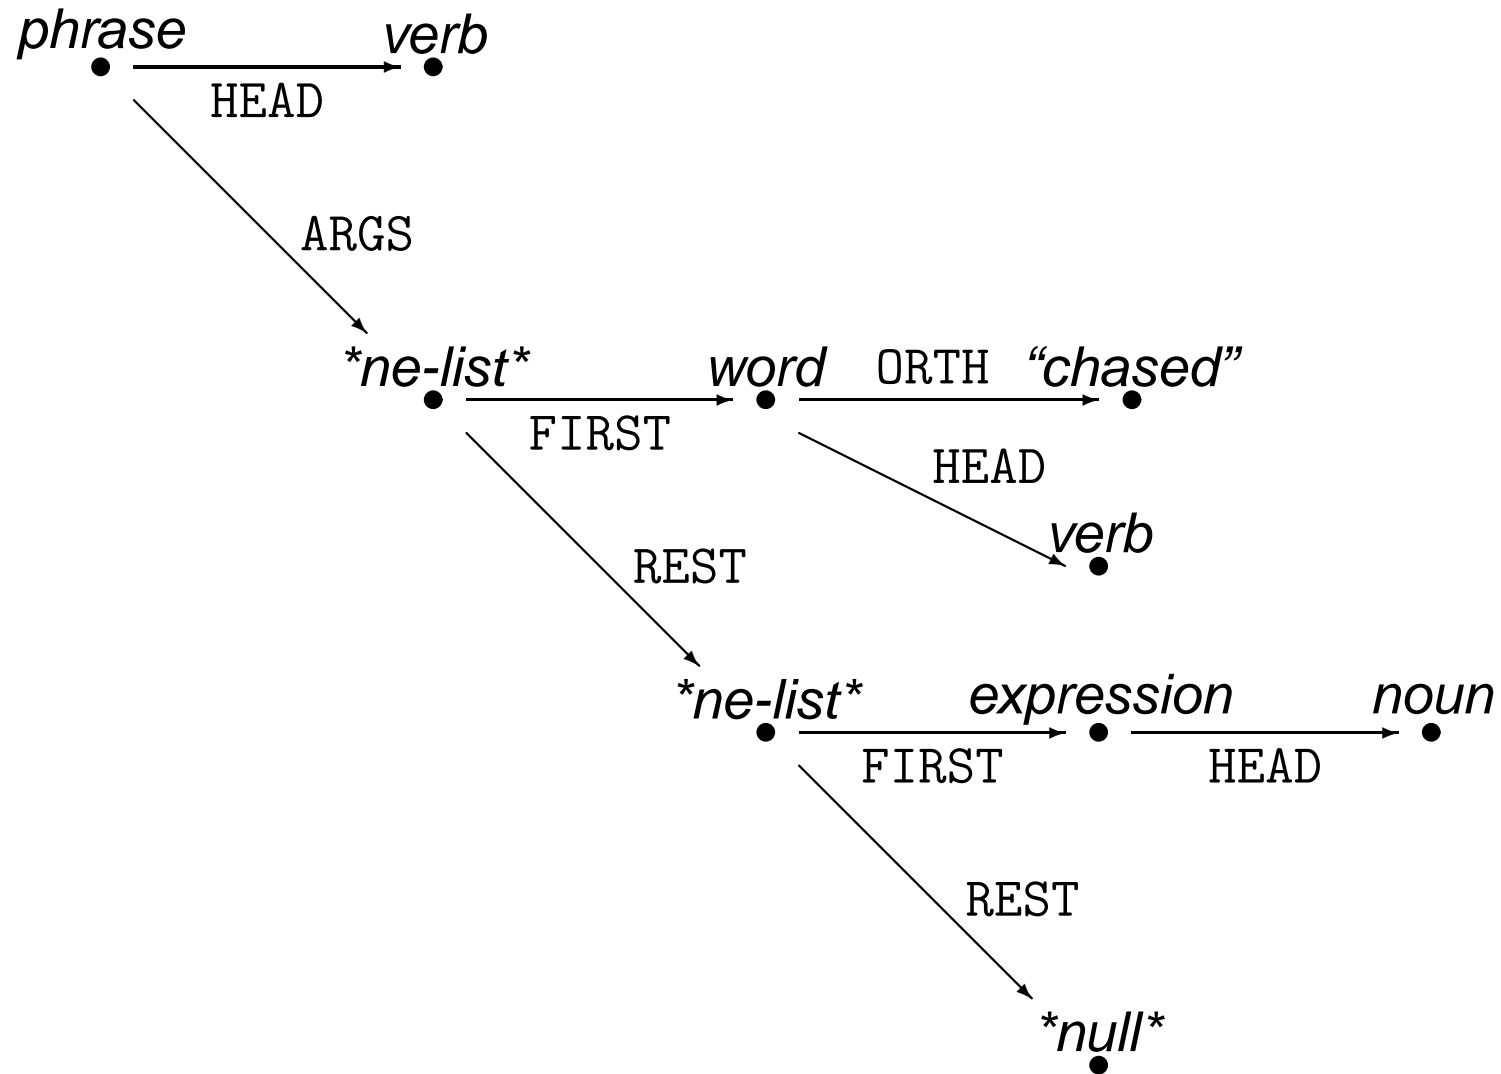 phrase verb
HEAD
ARGS
*ne-list* word ORTH “chased”
FIRST
HEAD
verb
REST
*ne-list* expression noun
FIRST HEAD
REST
*null*